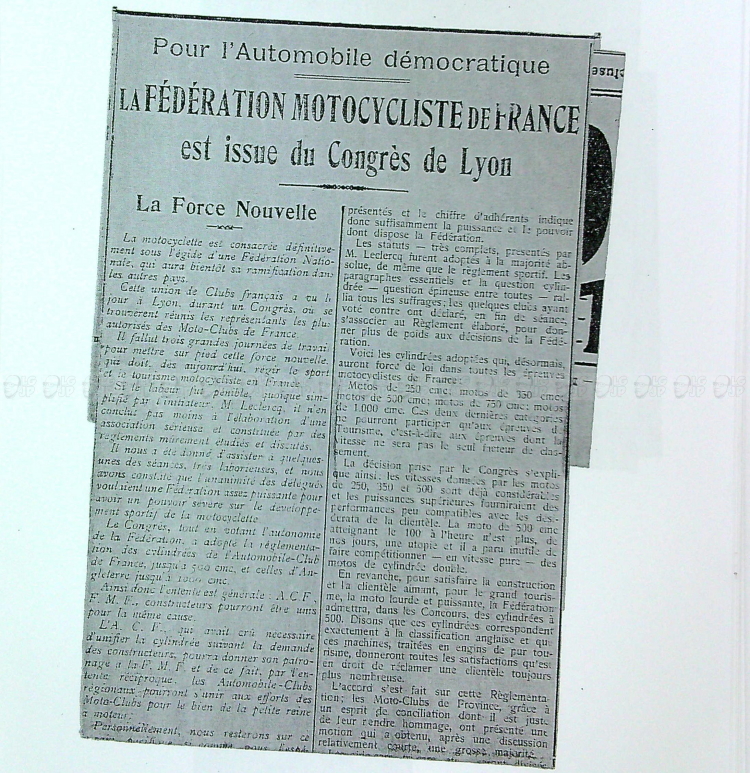 Pour l'Automobile démocratique
LA FÉDÉRATION MOTOCYCLISTE DE FRANCE
est issue du Congrès de Lyon
La Force Nouvelle
La motocyclette est consacrée définitive-
ment sous l'égide d'une Fédération Natio-
nale, qui aura bientôt sa ramification dans
les autres pays.
Cette union de Clubs français a vu le
jour à Lyon, durant un Congrès, où se
trouvèrent réunis les représentants les plus
autorisés des Moto-Clubs de France.
Il fallut trois grandes journées de travail
pour mettre sur pied cette force nouvelle,
qui doit, dès aujourd'hui, régir le sport
et le tourisme motocycliste en France.
Si le labeur fut pénible, quoique sim-
plifié par l'initiateur, M. Leclercq, il n'en
conclut pas moins à l'élaboration d'une
association sérieuse et constituée par des
règlements mûrement étudiés et discutés.
Il nous a été donné d'assister à quelques-
unes des séances, très laborieuses, et nous
avons constaté que l'unanimité des délégués
voulaient une Fédération assez puissante pour
avoir un pouvoir sévère sur le développe-
ment sportif de la motocyclette
Le Congrès, tout en votant l'autonomie
de la Fédération, a adopté la réglementa-
tion des cylindrées de l'Automobile-Club
de France, jusqu'à 500 cmc, et celles d'An-
gleterre jusqu'à 1000 cmc.
Ainsi donc l'entente est générale : A.C.F.,
F. M. F., constructeurs pourront être unis
pour la même cause.
L'A. C. F., qui avait crû nécessaire
d'unifier la cylindrée suivant la demande
des constructeurs, pourra donner son patro-
nage à la F. M. F. et de ce fait, par l'en-
tente réciproque, les Automobile-Clubs
régionaux pourront s'unir aux efforts des
Moto-Clubs pour le bien de la petite reine
à moteur.
Personnellement, nous resterons sur ce
présentés et le chiffre d'adhérents indique
donc suffisamment la puissance et le pouvoir
dont dispose la Fédération.
Les statuts — très complets, présentés par
M. Leclercq furent adoptés à la majorité ab-
solue, de même que le règlement sportif. Les
paragraphes essentiels et la question cylin-
drée — question épineuse entre toutes — ral-
lia tous les suffrages; les quelques clubs ayant
voté contre ont déclaré, en fin de séance,
s'associer au Règlement élaboré, pour don-
ner plus de poids aux décisions de la Fédé-
ration.
Voici les cylindrées adoptées qui, désormais,
auront force de loi dans toutes les épreuves
motocyclistes de France:
Motos de 250 cmc; motos de 350 cmc;
motos de 500 cmc; motos de 750 cmc; motos
de 1.000 cmc. Ces deux dernières catégories
ne pourront participer qu'aux épreuves de
Tourisme, c'est-à-dire aux épreuves dont la
vitesse ne sera pas le seul facteur de clas-
sement.
La décision prise par le Congrès s'expli-
que ainsi: les vitesses données par les motos
de 250, 350 et 500 sont déjà considérables
et les puissances supérieures fourniraient des
performances peu compatibles avec les desi-
derata de la clientèle. La moto de 500 cmc
atteignant le 100 à l'heure n'est plus, de
nos jours, une utopie et il a paru inutile de
faire compétitionner — en vitesse pure — des
motos de cylindrée double.
En revanche, pour satisfaire la construction
et la clientèle aimant, pour le grand touris-
me, la moto lourde et puissante, la Fédération
admettra, dans les Concours, des cylindrées à
500. Disons que ces cylindrées correspondent
exactement à la classification anglaise et que
ces machines, traitées en engins de pur tou-
risme, donneront toutes les satisfactions qu'est
en droit de réclamer une clientèle toujours
plus nombreuse.
L'accord s'est fait sur cette Réglementa-
tion; les Moto-Clubs de Province, grâce à
un esprit de conciliation dont il est juste
de leur rendre hommage, ont présenté une
motion qui a obtenu, après une discussion
relativement courte, une grosse majorité.